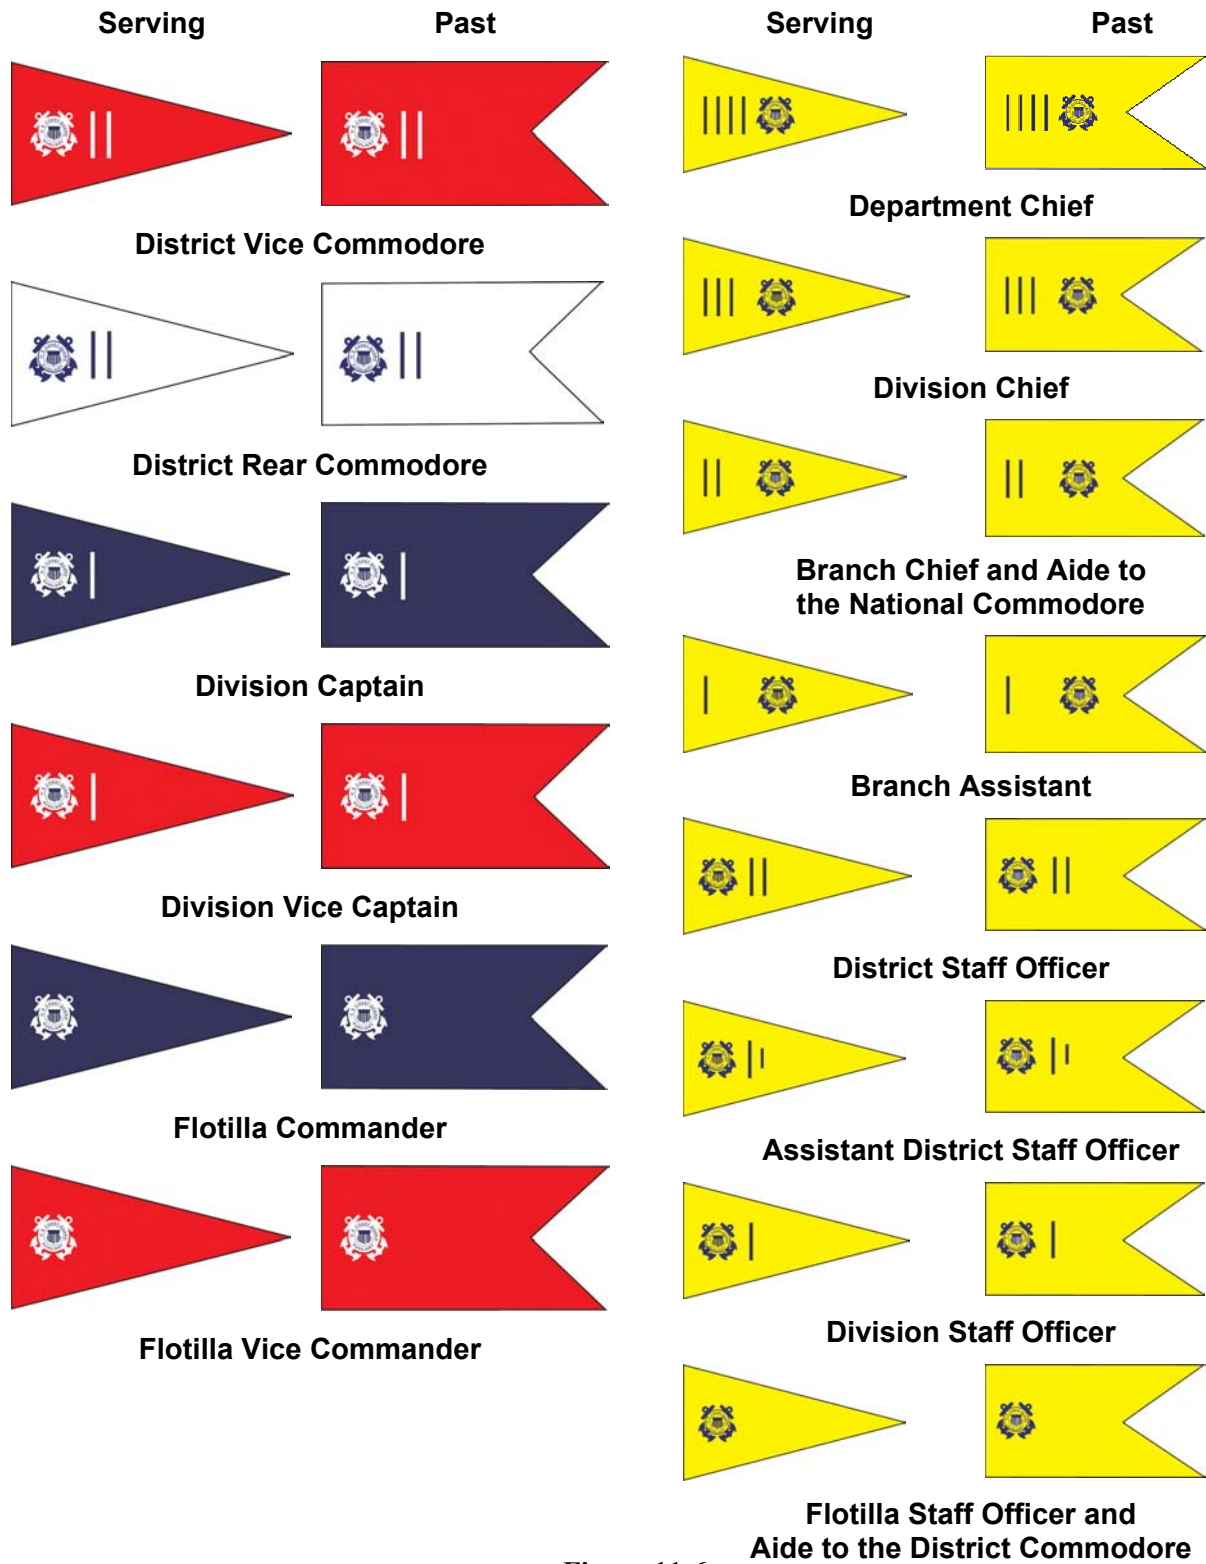 Serving
Past
District Vice Commodore
District Rear Commodore
Division Captain
Division Vice Captain
Flotilla Commander
Flotilla Vice Commander
Serving
Past
Department Chief
Division Chief
Branch Chief and Aide to
the National Commodore
Branch Assistant
District Staff Officer
Assistant District Staff Officer
Division Staff Officer
Flotilla Staff Officer and
Aide to the District Commodore